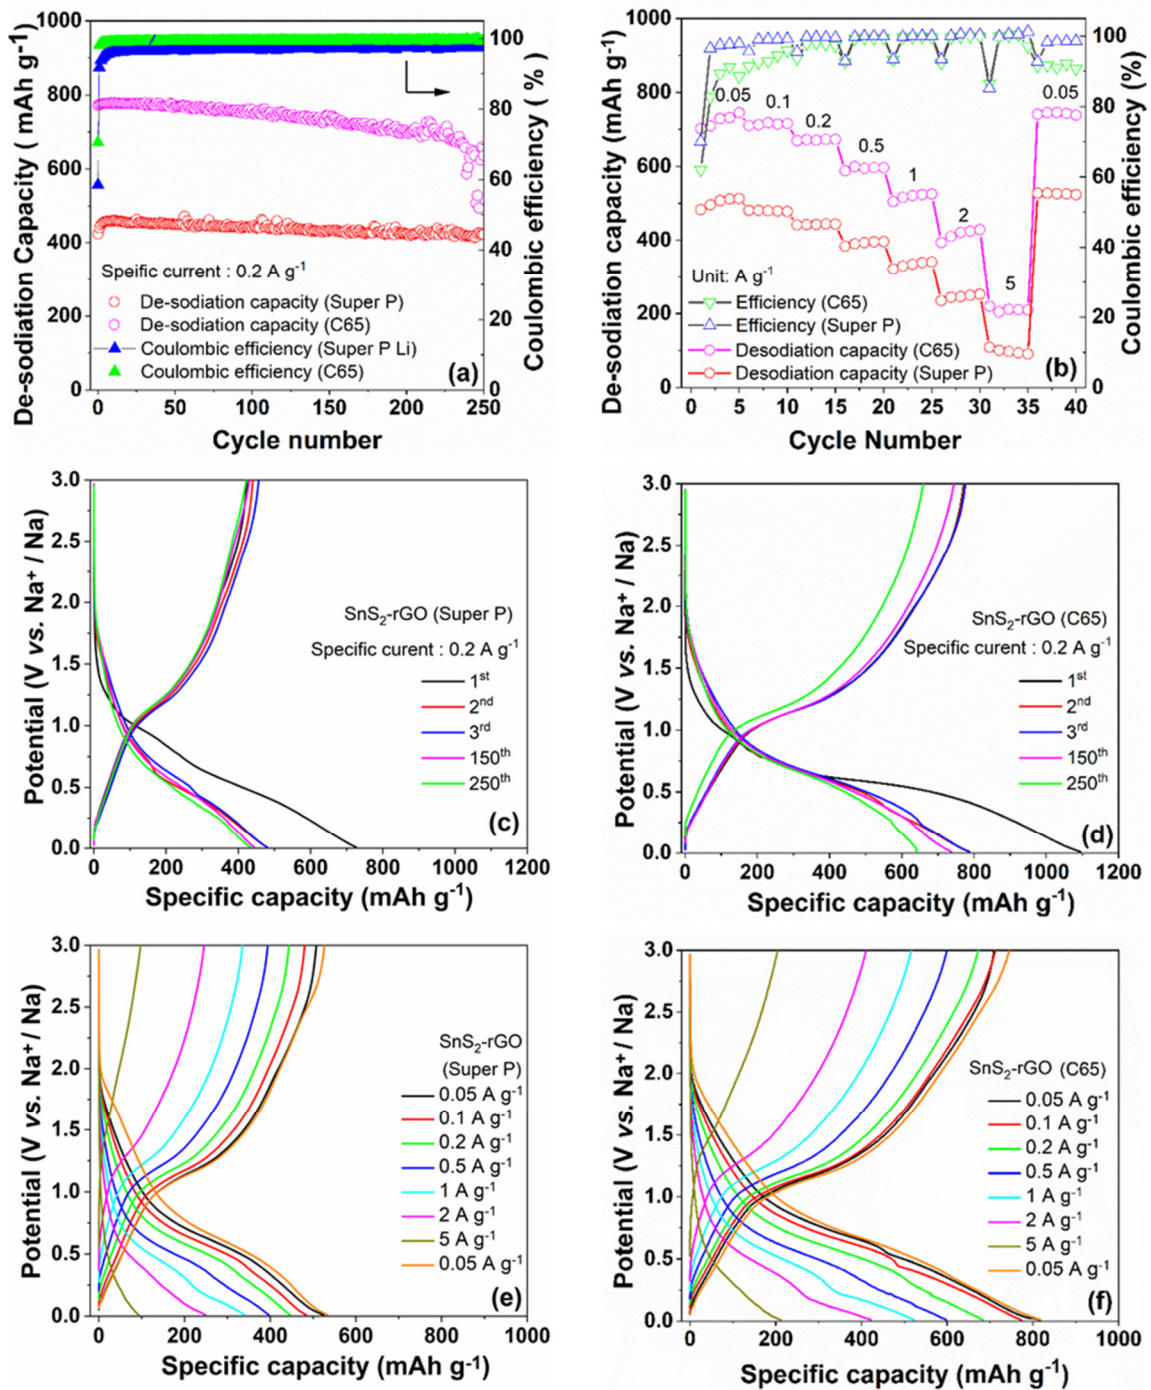 De-sodiation Capacity ( mAh g⁻¹)
1000
800
600
400
200
0
100
80
60
40
20
0
Coulombic efficiency ( % )
Speific current : 0.2 A g⁻¹
De-sodiation capacity (Super P)
De-sodiation capacity (C65)
Coulombic efficiency (Super P Li)
Coulombic efficiency (C65)
(a)
0 50 100 150 200 250
Cycle number
De-sodiation capacity (mAh g⁻¹)
1000
800
600
400
200
0
100
80
60
40
20
0
Coulombic efficiency (%)
0.05
0.1
0.2
0.5
1
2
5
0.05
Unit: A g⁻¹
Efficiency (C65)
Efficiency (Super P)
Desodiation capacity (C65)
Desodiation capacity (Super P)
(b)
0 5 10 15 20 25 30 35 40
Cycle Number
Potential (V vs. Na⁺ / Na)
3.0
2.5
2.0
1.5
1.0
0.5
0.0
SnS₂-rGO (Super P)
Specific curent : 0.2 A g⁻¹
1ˢᵗ
2ⁿᵈ
3ʳᵈ
150ᵗʰ
250ᵗʰ
(c)
0 200 400 600 800 1000 1200
Specific capacity (mAh g⁻¹)
Potential (V vs. Na⁺ / Na)
3.0
2.5
2.0
1.5
1.0
0.5
0.0
SnS₂-rGO (C65)
Specific curent : 0.2 A g⁻¹
1ˢᵗ
2ⁿᵈ
3ʳᵈ
150ᵗʰ
250ᵗʰ
(d)
0 200 400 600 800 1000 1200
Specific capacity (mAh g⁻¹)
Potential (V vs. Na⁺ / Na)
3.0
2.5
2.0
1.5
1.0
0.5
0.0
SnS₂-rGO
(Super P)
0.05 A g⁻¹
0.1 A g⁻¹
0.2 A g⁻¹
0.5 A g⁻¹
1 A g⁻¹
2 A g⁻¹
5 A g⁻¹
0.05 A g⁻¹
(e)
0 200 400 600 800 1000
Specific capacity (mAh g⁻¹)
Potential (V vs. Na⁺ / Na)
3.0
2.5
2.0
1.5
1.0
0.5
0.0
SnS₂-rGO (C65)
0.05 A g⁻¹
0.1 A g⁻¹
0.2 A g⁻¹
0.5 A g⁻¹
1 A g⁻¹
2 A g⁻¹
5 A g⁻¹
0.05 A g⁻¹
(f)
0 200 400 600 800 1000
Specific capacity (mAh g⁻¹)